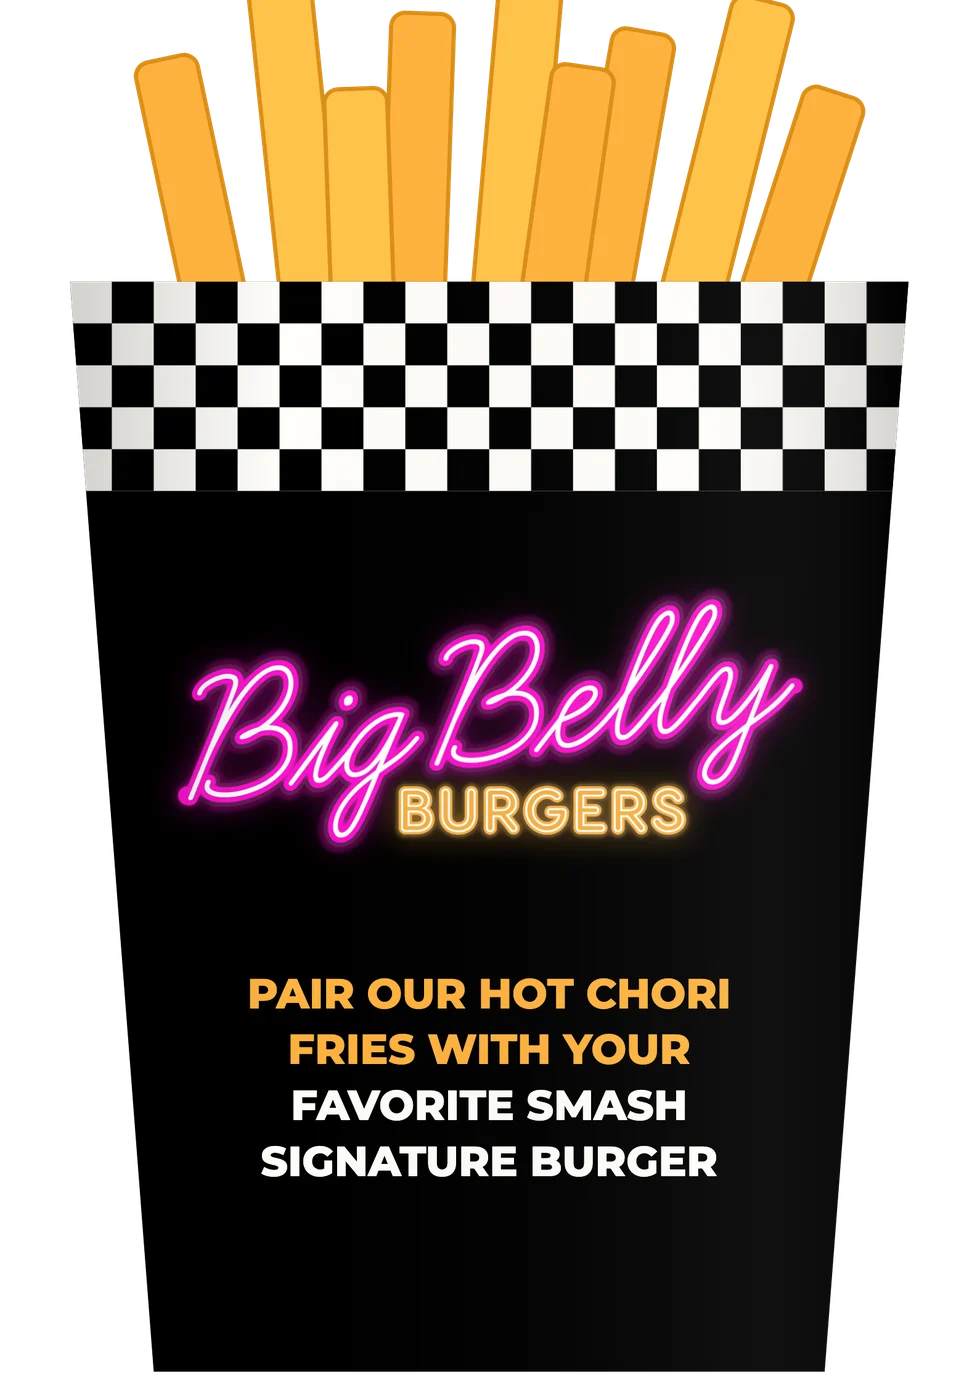 Big Belly
BURGERS
PAIR OUR HOT CHORI
FRIES WITH YOUR
FAVORITE SMASH
SIGNATURE BURGER